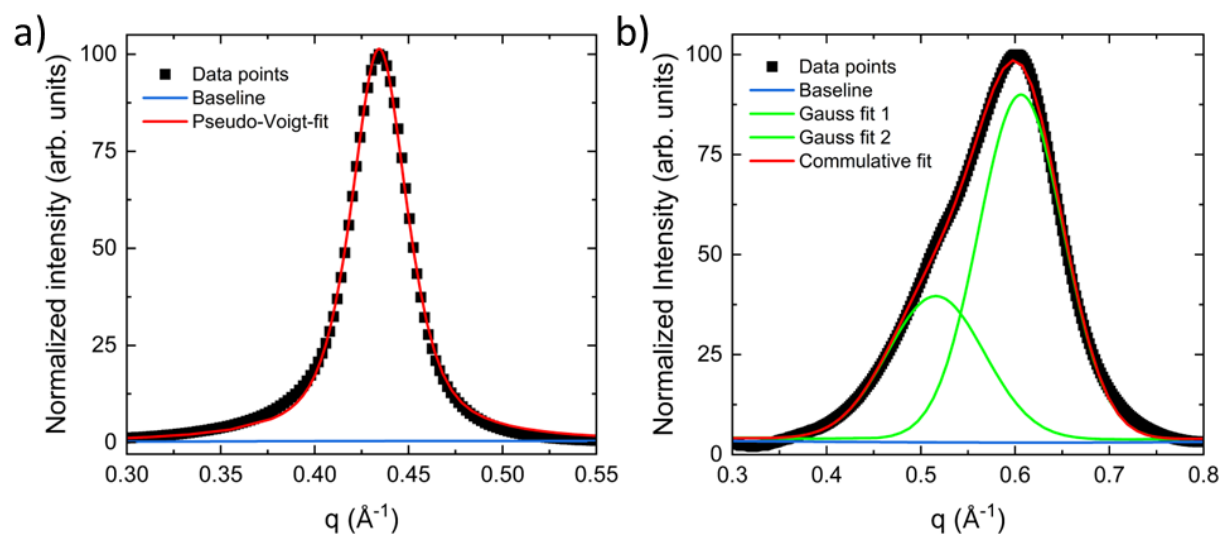 a)
Normalized intensity (arb. units)
100
75
50
25
0
Data points
Baseline
Pseudo-Voigt-fit
0.30
0.40
0.45
0.50
0.55
q (Å⁻¹)
b)
Normalized Intensity (arb. units)
100
75
50
25
0
Data points
Baseline
Gauss fit 1
Gauss fit 2
Commulative fit
0.3
0.4
0.5
0.6
0.7
0.8
q (Å⁻¹)